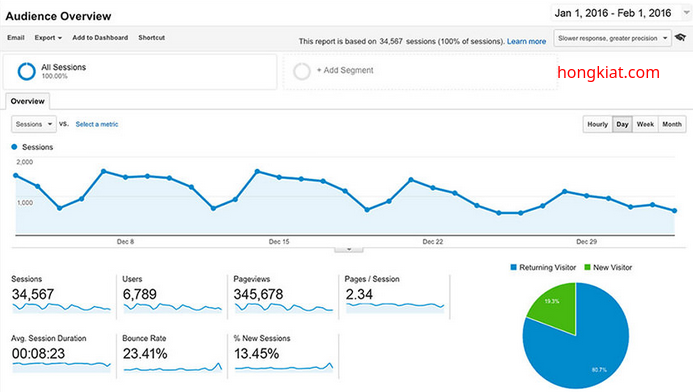 Audience Overview
Jan 1, 2016 - Feb 1, 2016
Email Export Add to Dashboard Shortcut
This report is based on 34,567 sessions (100% of sessions). Learn more
Slower response, greater precision
All Sessions
100.00%
+ Add Segment
hongkiat.com
Overview
Sessions vs. Select a metric
Hourly Day Week Month
Sessions
2,000
1,000
Dec 8 Dec 15 Dec 22 Dec 29
Sessions
34,567
Users
6,789
Pageviews
345,678
Pages / Session
2.34
Avg. Session Duration
00:08:23
Bounce Rate
23.41%
% New Sessions
13.45%
Returning Visitor New Visitor
19.3%
80.7%